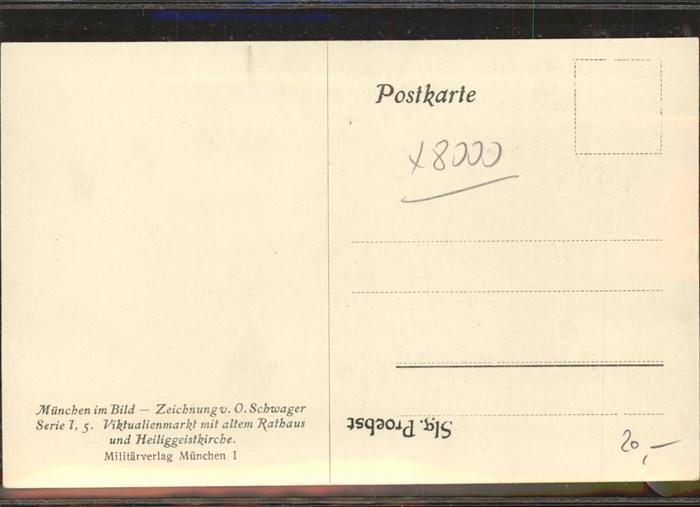 Postkarte
x8000
München im Bild — Zeichnung v. O. Schwager
Serie I, 5. Viktualienmarkt mit altem Rathaus
und Heiliggeistkirche.
Militärverlag München I
Slg. Proebst
20,—